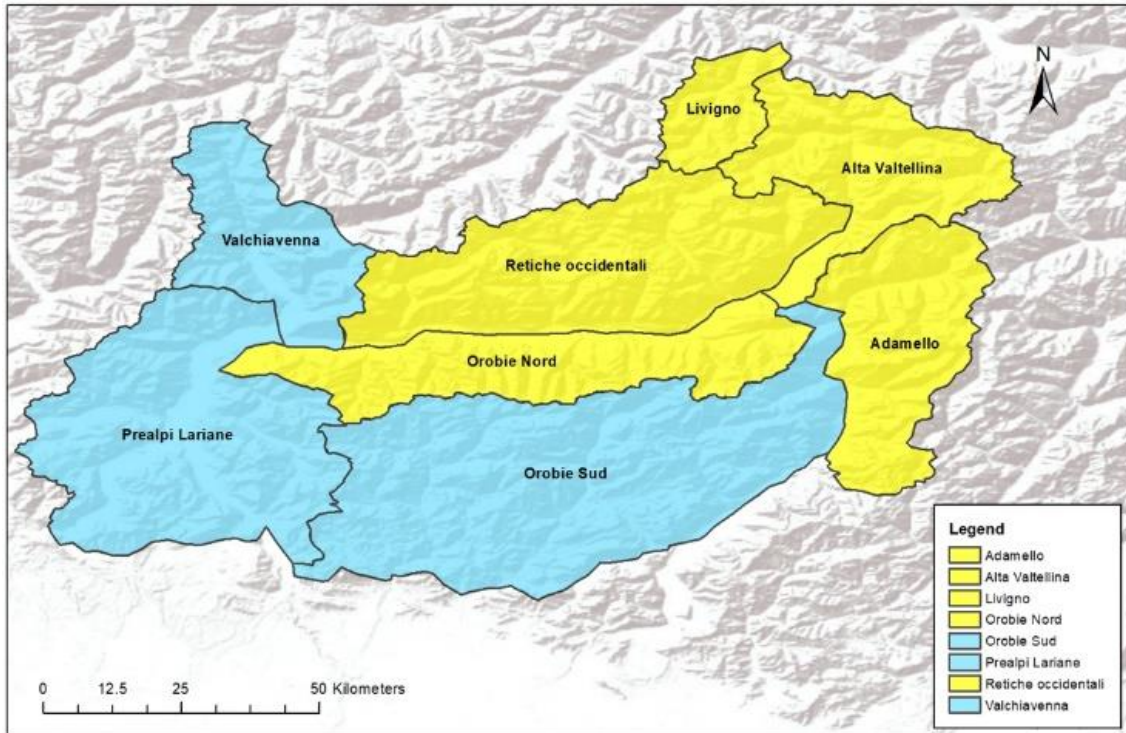 N
Livigno
Alta Valtellina
Valchiavenna
Retiche occidentali
Adamello
Orobie Nord
Prealpi Lariane
Orobie Sud
Legend
Adamello
Alta Valtellina
Livigno
Orobie Nord
Orobie Sud
Prealpi Lariane
Retiche occidentali
Valchiavenna
0 12.5 25 50 Kilometers